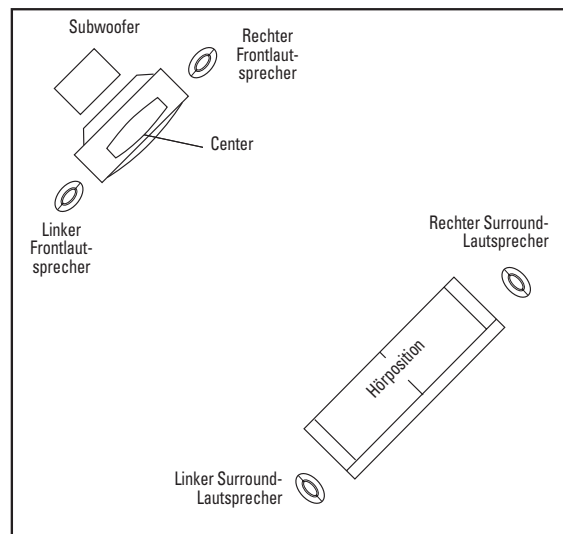 Subwoofer
Rechter
Frontlaut-
sprecher
Center
Linker
Frontlaut-
sprecher
Rechter Surround-
Lautsprecher
Hörposition
Linker Surround-
Lautsprecher